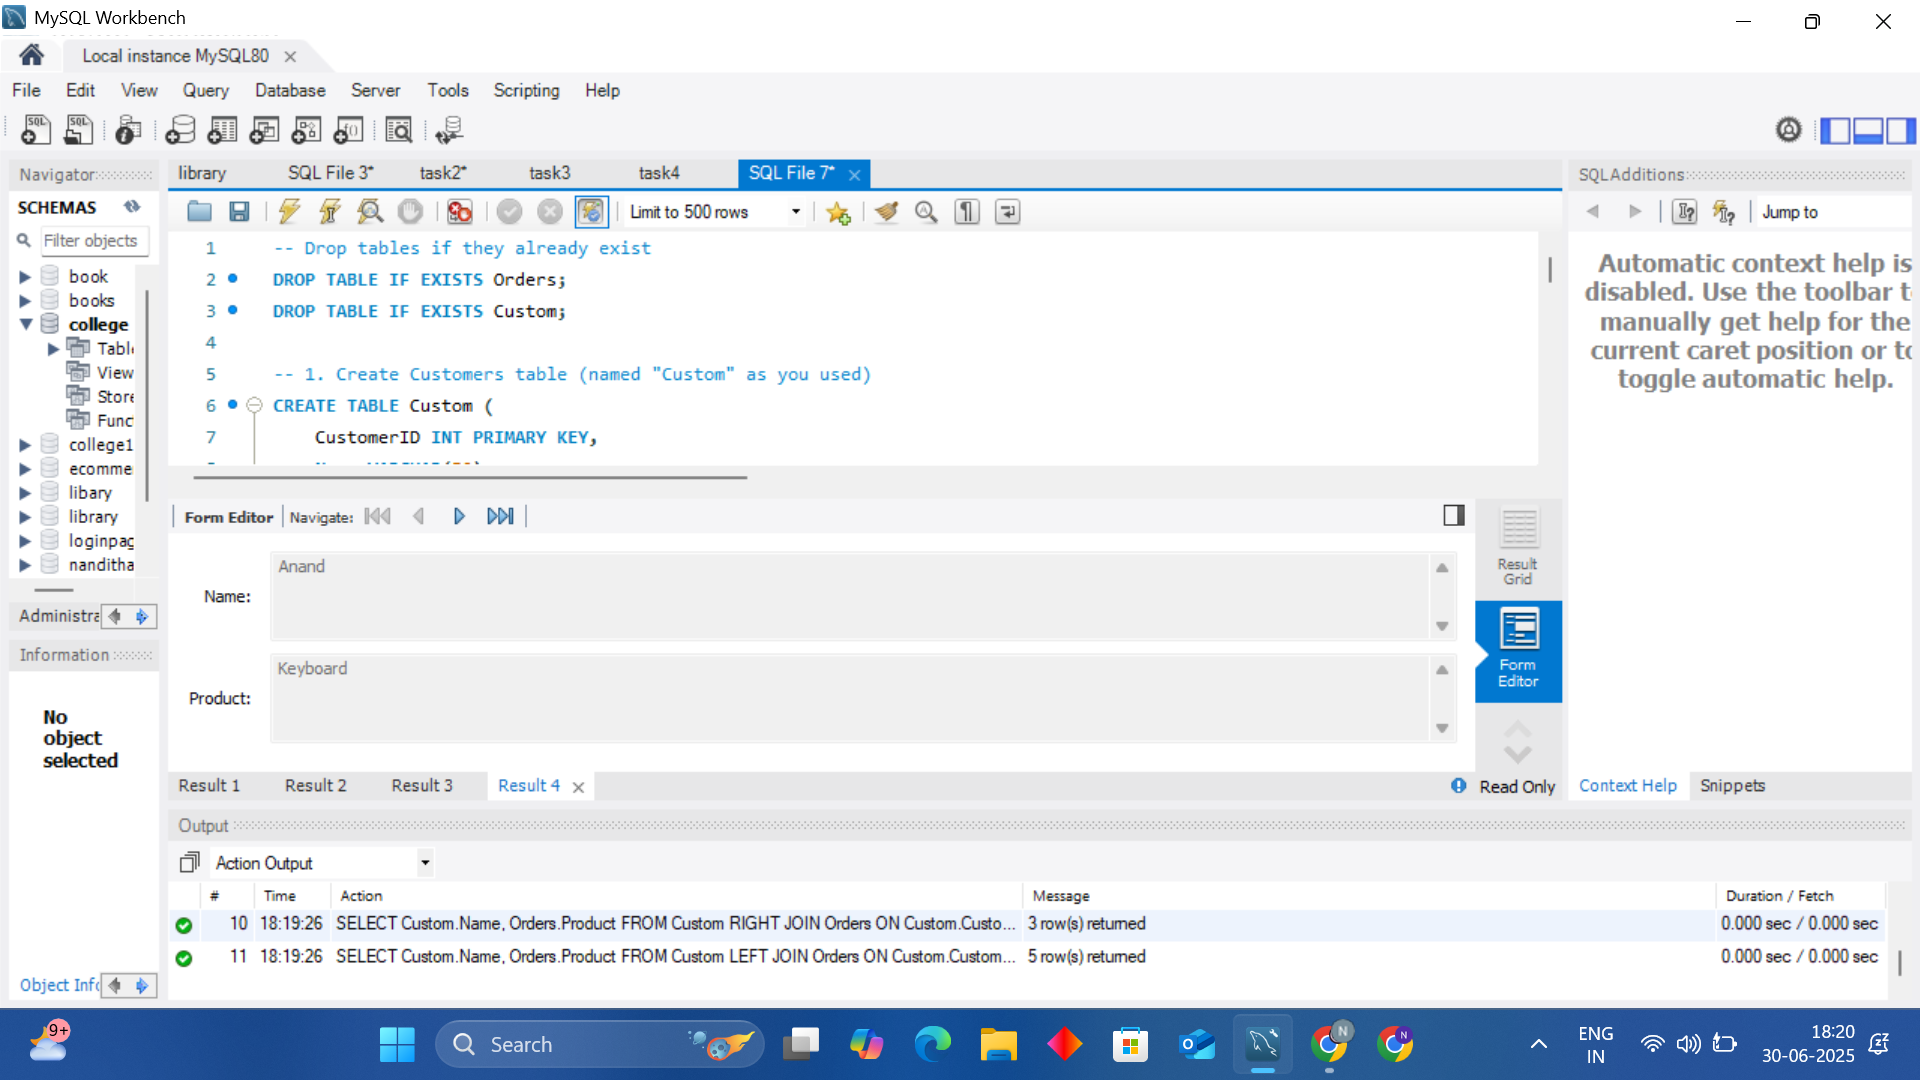 MySQL Workbench
Local instance MySQL80
File Edit View Query Database Server Tools Scripting Help
Navigator
library SQL File 3* task2* task3 task4 SQL File 7*
SQLAdditions
SCHEMAS
Limit to 500 rows
Jump to
Filter objects
book
books
college
Table
View
Store
Func
college1
ecomme
libary
library
loginpag
nanditha
1 -- Drop tables if they already exist
2 DROP TABLE IF EXISTS Orders;
3 DROP TABLE IF EXISTS Custom;
4
5 -- 1. Create Customers table (named "Custom" as you used)
6 CREATE TABLE Custom (
7 CustomerID INT PRIMARY KEY,
Automatic context help is
disabled. Use the toolbar t
manually get help for the
current caret position or to
toggle automatic help.
Form Editor Navigate:
Name: Anand
Product: Keyboard
Result
Grid
Form
Editor
Administra
Information
No
object
selected
Result 1 Result 2 Result 3 Result 4
Read Only
Context Help Snippets
Output
Action Output
# Time Action Message Duration / Fetch
10 18:19:26 SELECT Custom.Name, Orders.Product FROM Custom RIGHT JOIN Orders ON Custom.Custo... 3 row(s) returned 0.000 sec / 0.000 sec
11 18:19:26 SELECT Custom.Name, Orders.Product FROM Custom LEFT JOIN Orders ON Custom.Custom... 5 row(s) returned 0.000 sec / 0.000 sec
Object Info
9+
Search
ENG
IN
18:20
30-06-2025